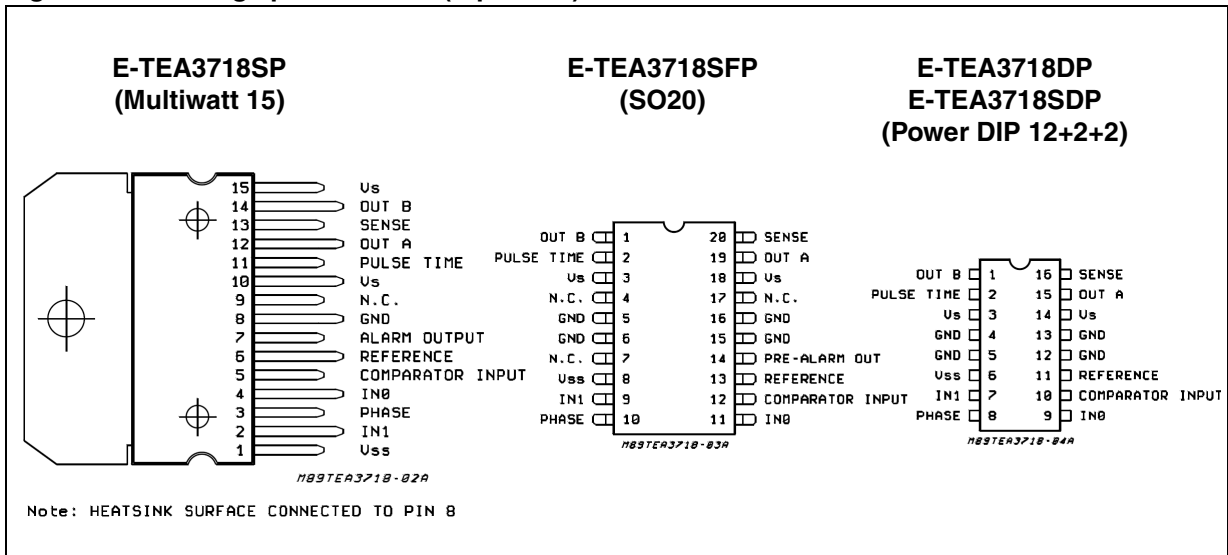 E-TEA3718SP
(Multiwatt 15)
15 Vs
14 OUT B
13 SENSE
12 OUT A
11 PULSE TIME
10 Vs
9 N.C.
8 GND
7 ALARM OUTPUT
6 REFERENCE
5 COMPARATOR INPUT
4 IN0
3 PHASE
2 IN1
1 Vss
M89TEA3718-02A
Note: HEATSINK SURFACE CONNECTED TO PIN 8
E-TEA3718SFP
(SO20)
OUT B 1 20 SENSE
PULSE TIME 2 19 OUT A
Vs 3 18 Vs
N.C. 4 17 N.C.
GND 5 16 GND
GND 6 15 GND
N.C. 7 14 PRE-ALARM OUT
Vss 8 13 REFERENCE
IN1 9 12 COMPARATOR INPUT
PHASE 10 11 IN0
M89TEA3718-03A
E-TEA3718DP
E-TEA3718SDP
(Power DIP 12+2+2)
OUT B 1 16 SENSE
PULSE TIME 2 15 OUT A
Vs 3 14 Vs
GND 4 13 GND
GND 5 12 GND
Vss 6 11 REFERENCE
IN1 7 10 COMPARATOR INPUT
PHASE 8 9 IN0
M89TEA3718-04A